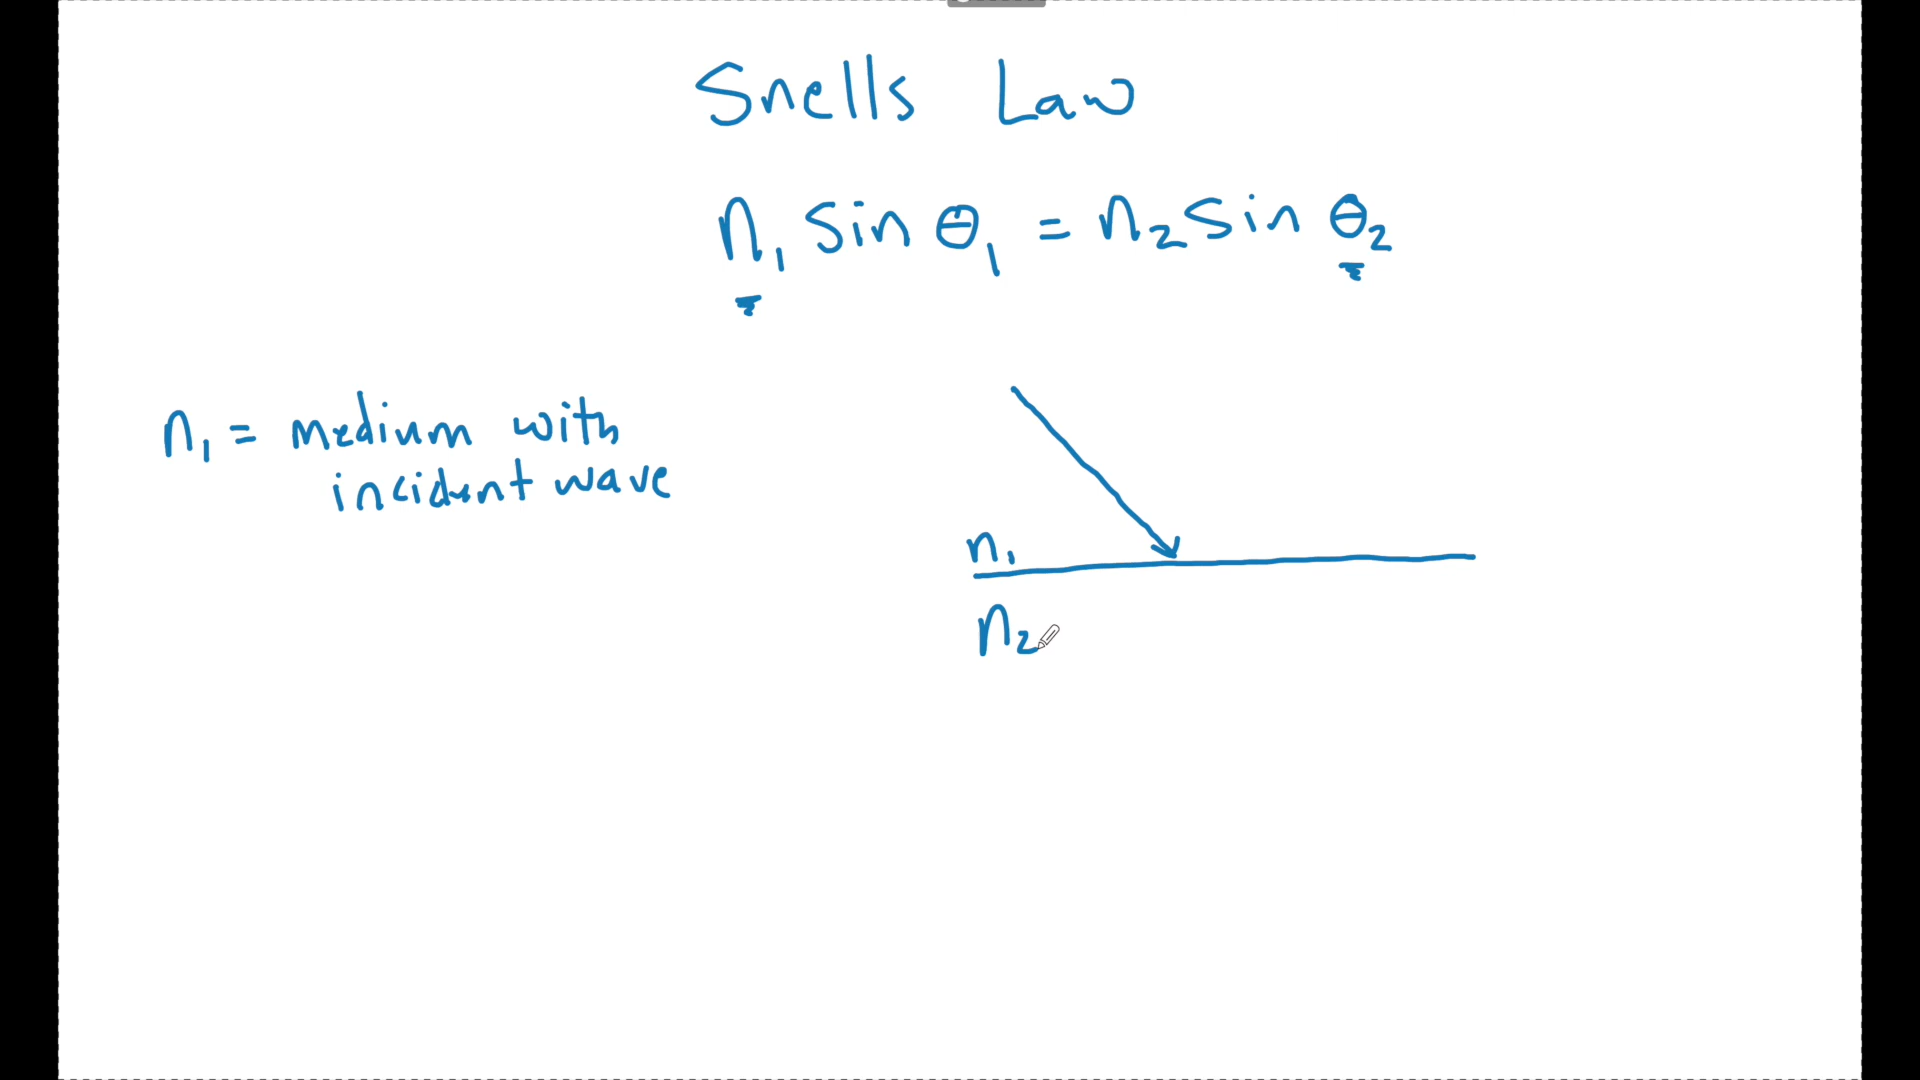 Snells Law
n₁ sin θ₁ = n₂ sin θ₂
n₁ = medium with
incident wave
n₁
n₂